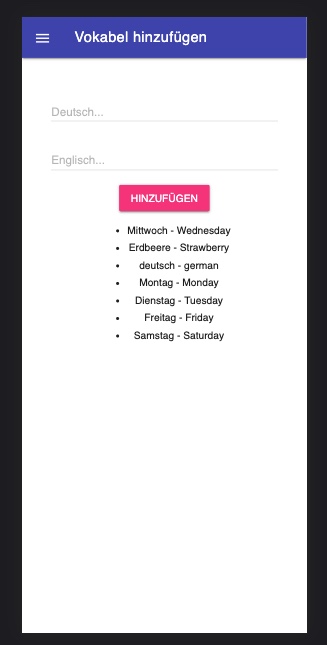 Vokabel hinzufügen
Deutsch...
Englisch...
HINZUFÜGEN
• Mittwoch - Wednesday
• Erdbeere - Strawberry
• deutsch - german
• Montag - Monday
• Dienstag - Tuesday
• Freitag - Friday
• Samstag - Saturday